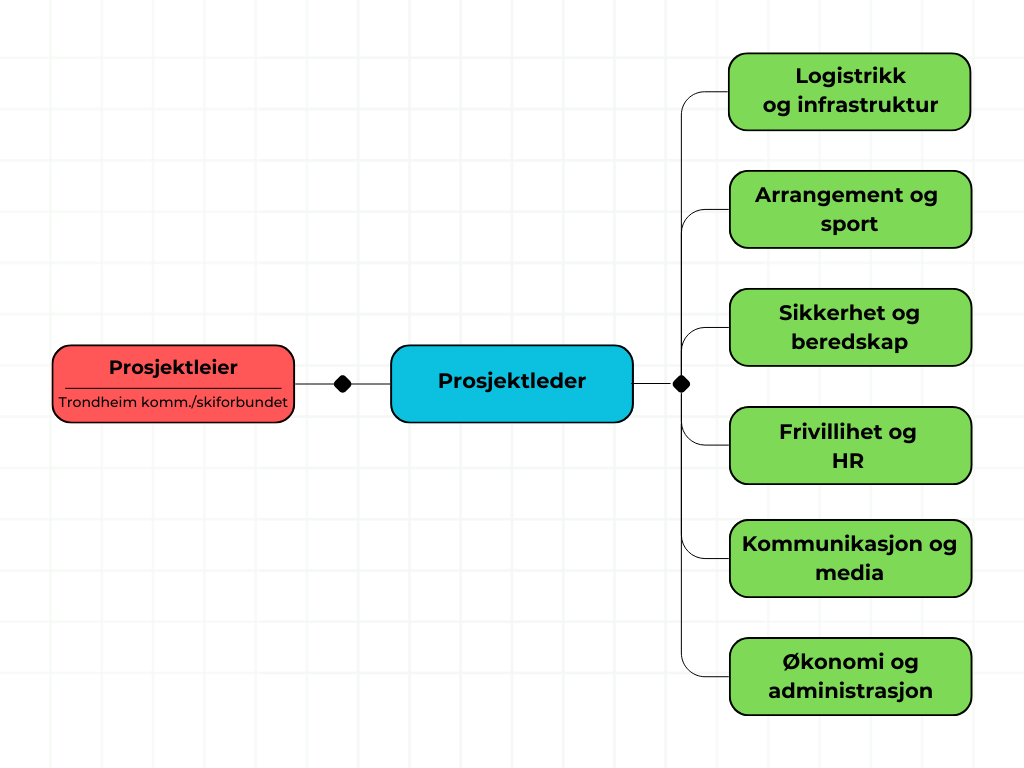 Logistrikk
og infrastruktur
Arrangement og
sport
Sikkerhet og
beredskap
Prosjektleier
Trondheim komm./skiforbundet
Prosjektleder
Frivillihet og
HR
Kommunikasjon og
media
Økonomi og
administrasjon